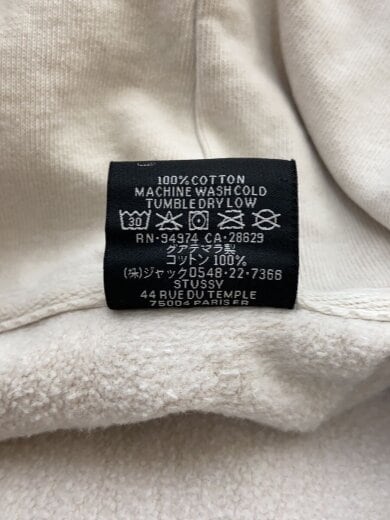 100% COTTON
MACHINE WASH COLD
TUMBLE DRY LOW
30
RN-94974 CA-28629
グアテマラ製
コットン 100%
(株)ジャック0548-22-7366
STUSSY
44 RUE DU TEMPLE
75004 PARIS FR